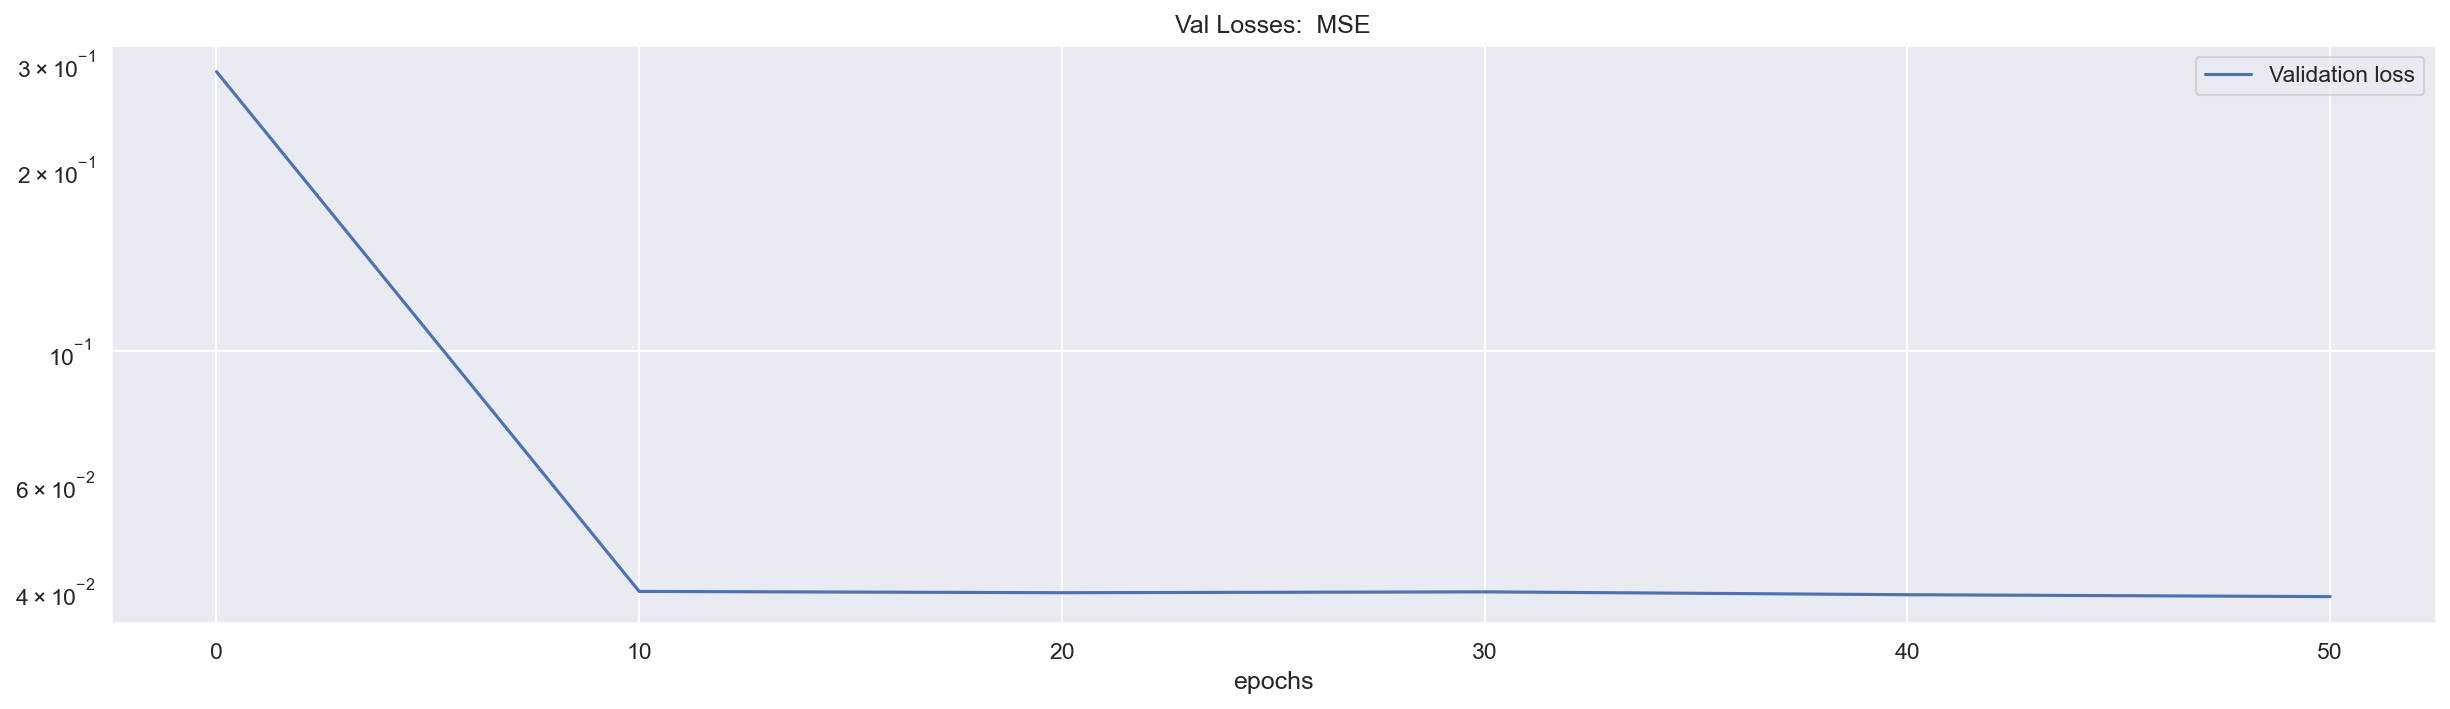 Val Losses:  MSE
3 × 10⁻¹
Validation loss
2 × 10⁻¹
10⁻¹
6 × 10⁻²
4 × 10⁻²
0 10 20 30 40 50
epochs